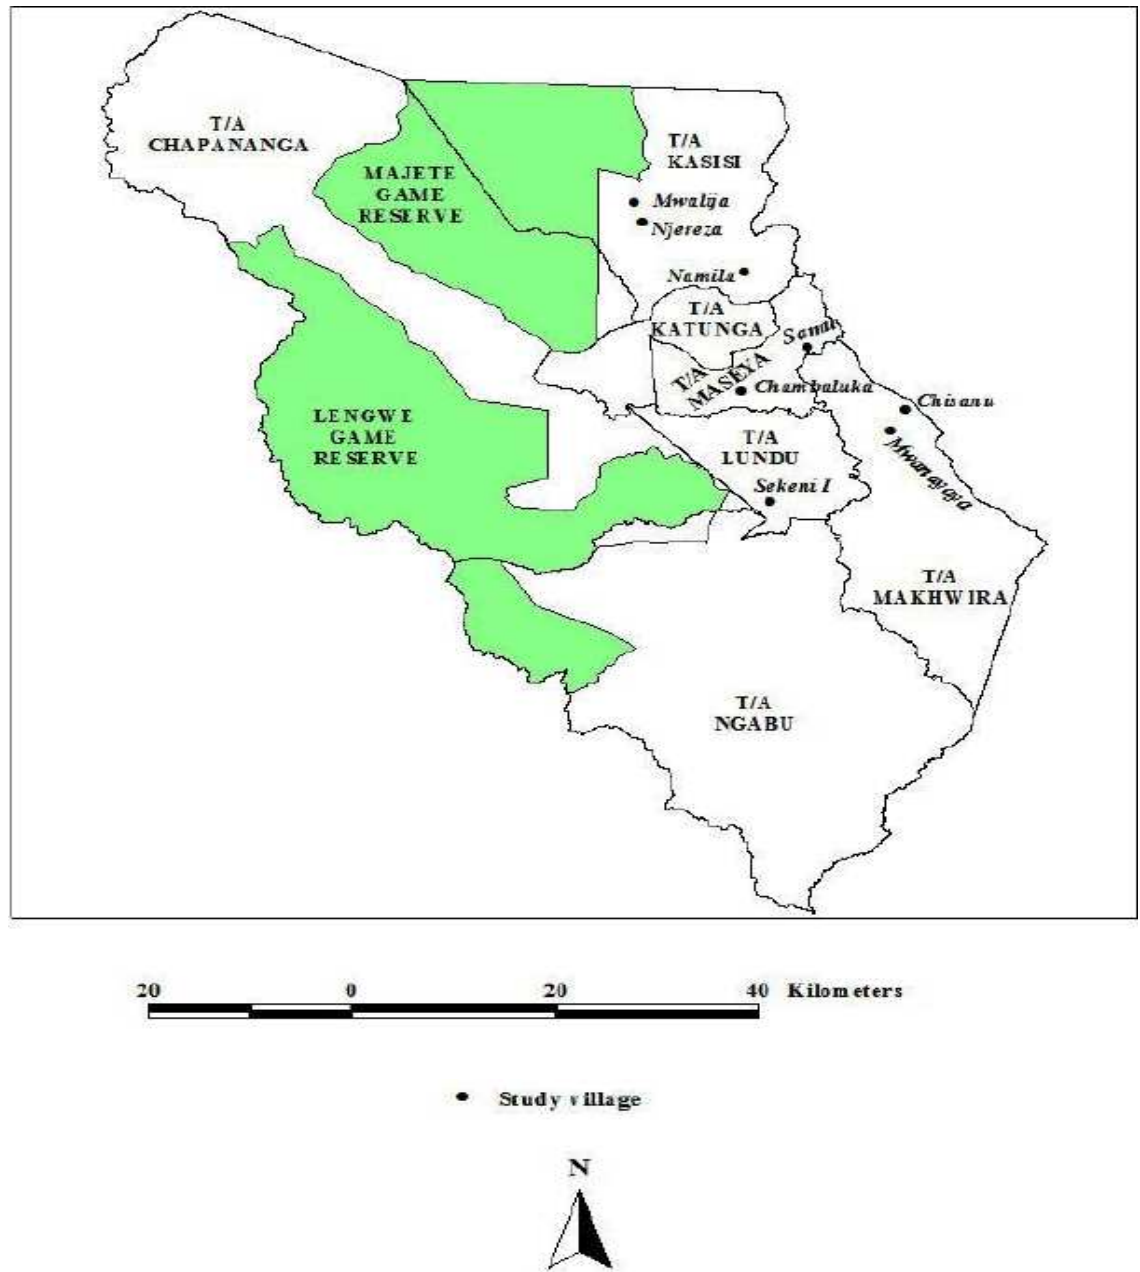 T/A
CHAPANANGA
MAJETE
GAME
RESERVE
T/A
KASISI
Mwalija
Njereza
Namila
T/A
KATUNGA
T/A
MASEYA
Chambaluka
Chisanu
Mwanayaya
LENGWE
GAME
RESERVE
T/A
LUNDU
Sekeni I
T/A
MAKHWIRA
T/A
NGABU
20 0 20 40 Kilometers
Study village
N